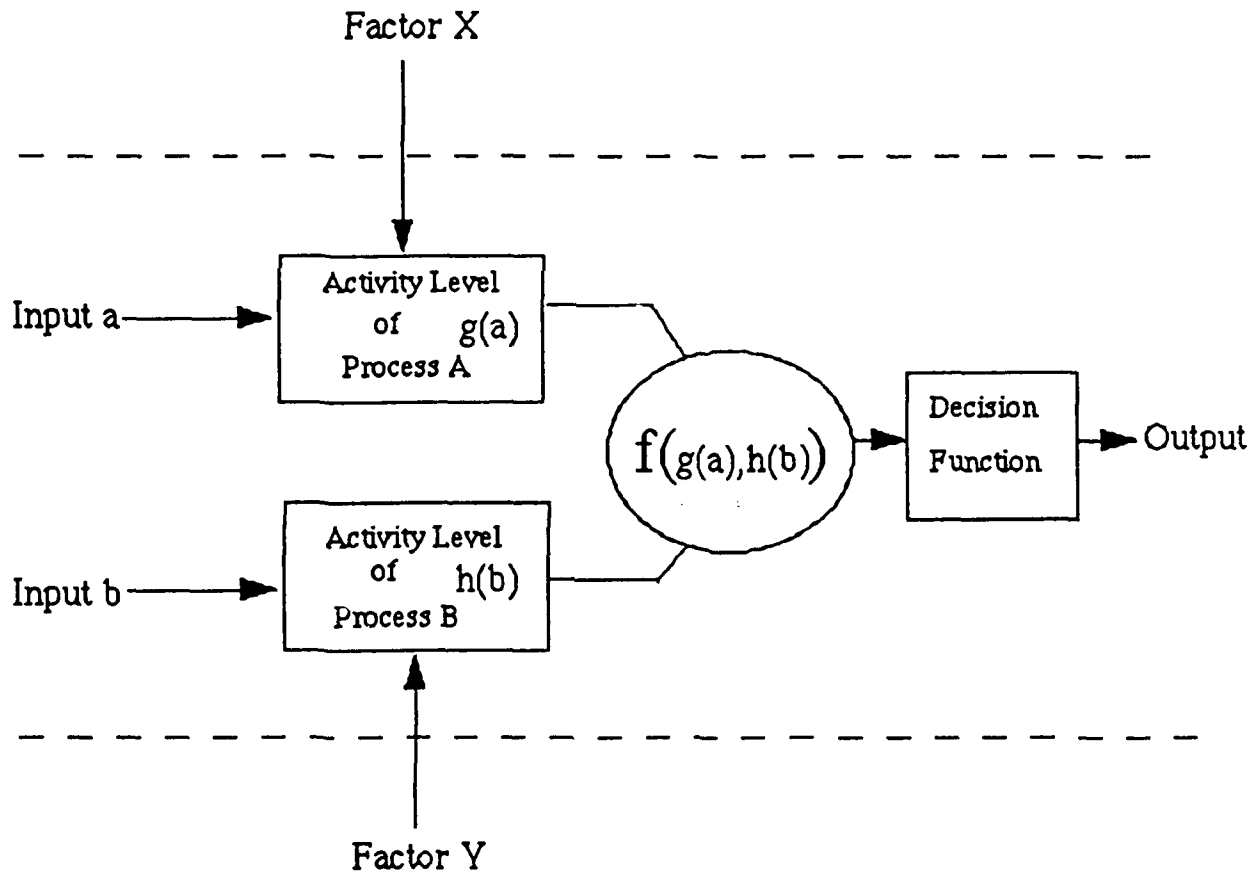 Factor X
Input a
Activity Level
of g(a)
Process A
f(g(a),h(b))
Decision
Function
Output
Input b
Activity Level
of h(b)
Process B
Factor Y